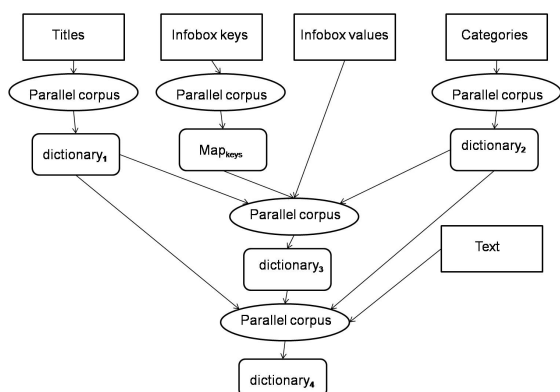 Titles
Infobox keys
Infobox values
Categories
Parallel corpus
Parallel corpus
Parallel corpus
dictionary₁
Map_keys
dictionary₂
Parallel corpus
Text
dictionary₃
Parallel corpus
dictionary₄